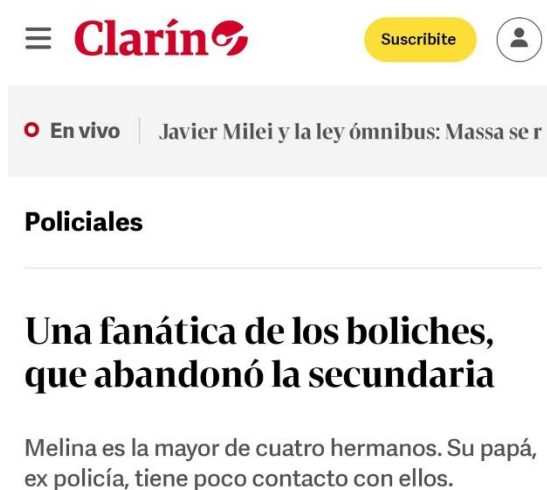 Clarín
Suscribite
En vivo
Javier Milei y la ley ómnibus: Massa se r
Policiales
Una fanática de los boliches,
que abandonó la secundaria
Melina es la mayor de cuatro hermanos. Su papá,
ex policía, tiene poco contacto con ellos.